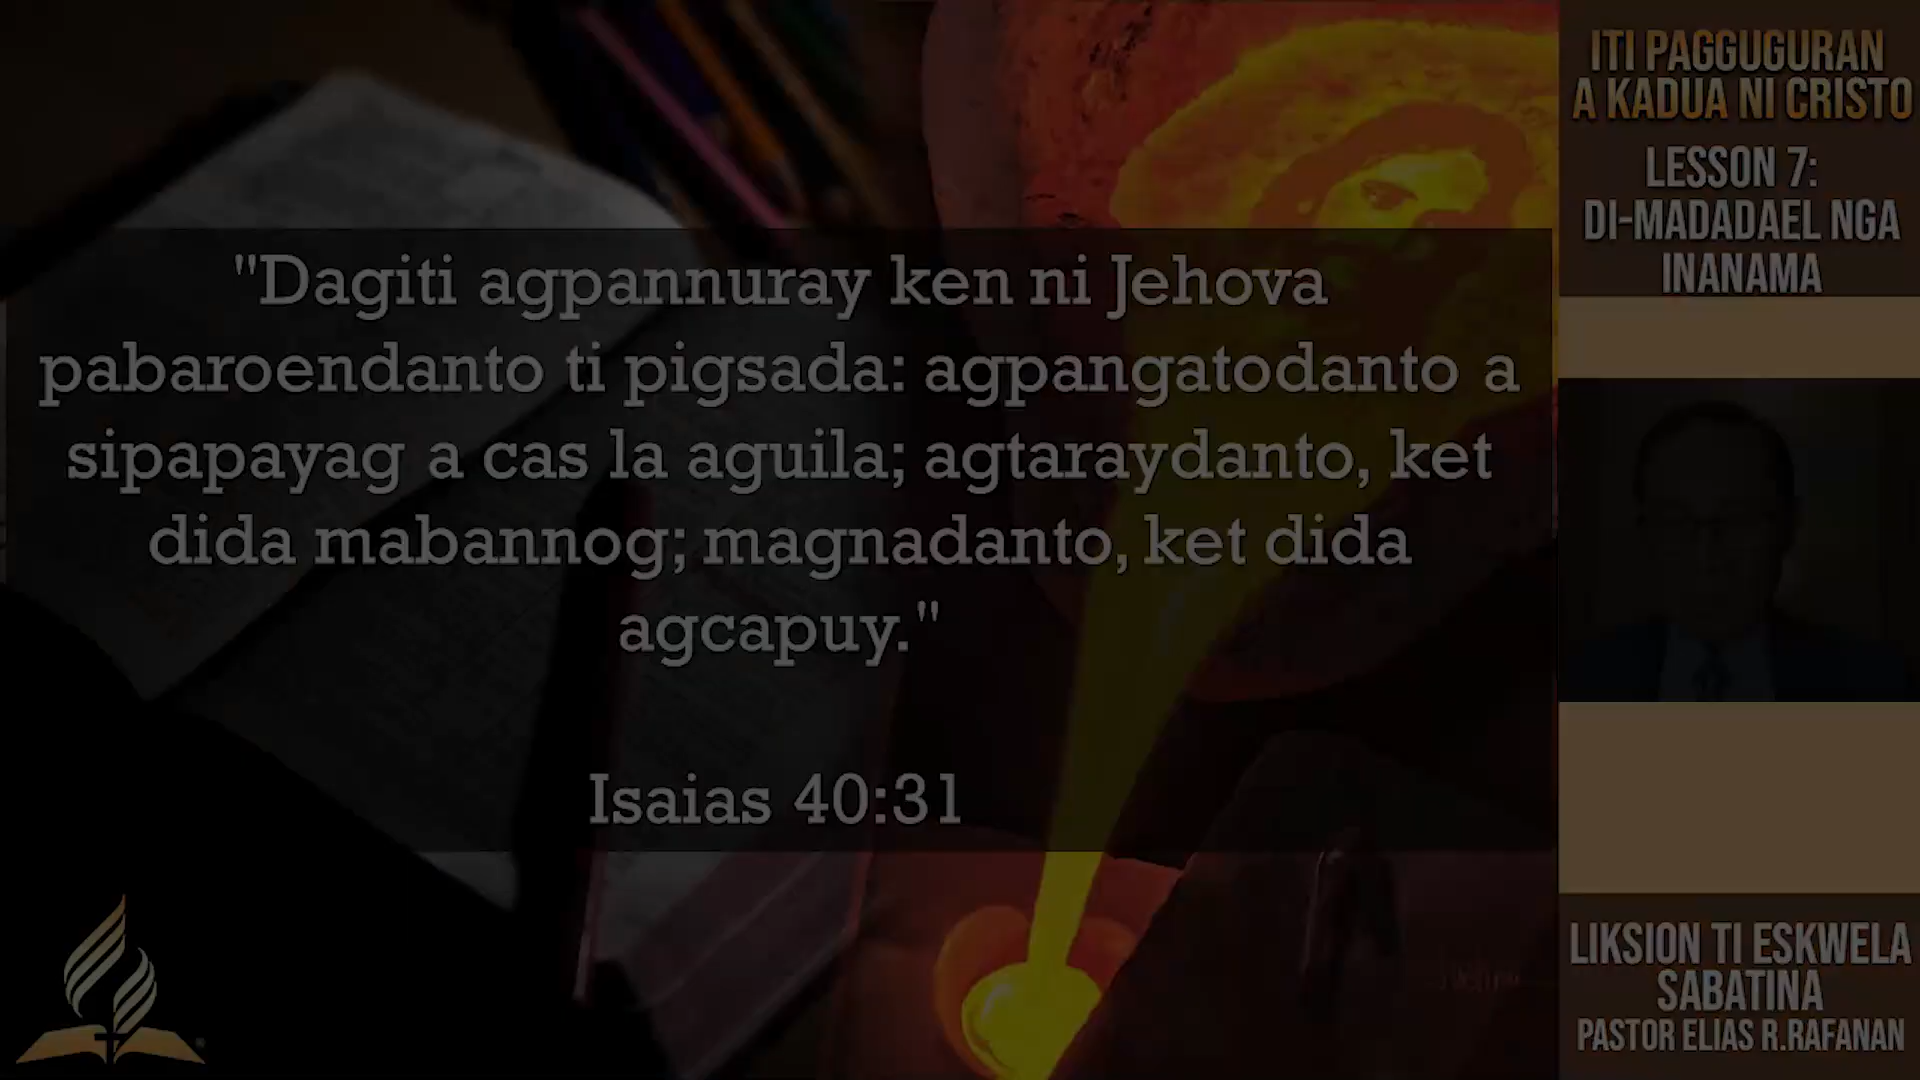 ITI PAGGUGURAN
A KADUA NI CRISTO
LESSON 7:
DI-MADADAEL NGA
INANAMA
"Dagiti agpannuray ken ni Jehova
pabaroendanto ti pigsada: agpangatodanto a
sipapayag a cas la aguila; agtaraydanto, ket
dida mabannog; magnadanto, ket dida
agcapuy."
Isaias 40:31
LIKSION TI ESKWELA
SABATINA
PASTOR ELIAS R.RAFANAN